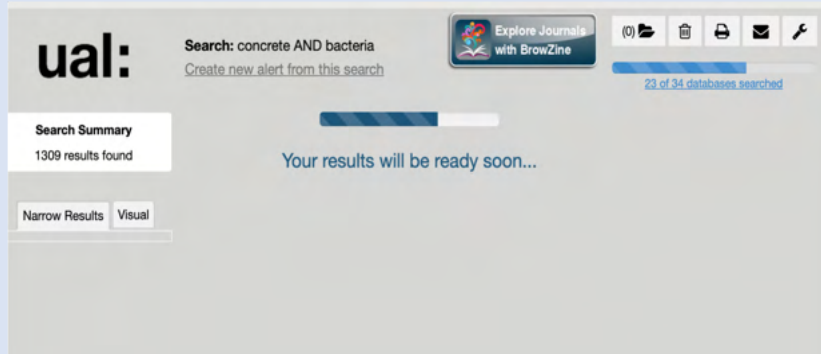 ual:
Search: concrete AND bacteria
Create new alert from this search
Explore Journals
with BrowZine
(0)
23 of 34 databases searched
Search Summary
1309 results found
Your results will be ready soon...
Narrow Results
Visual